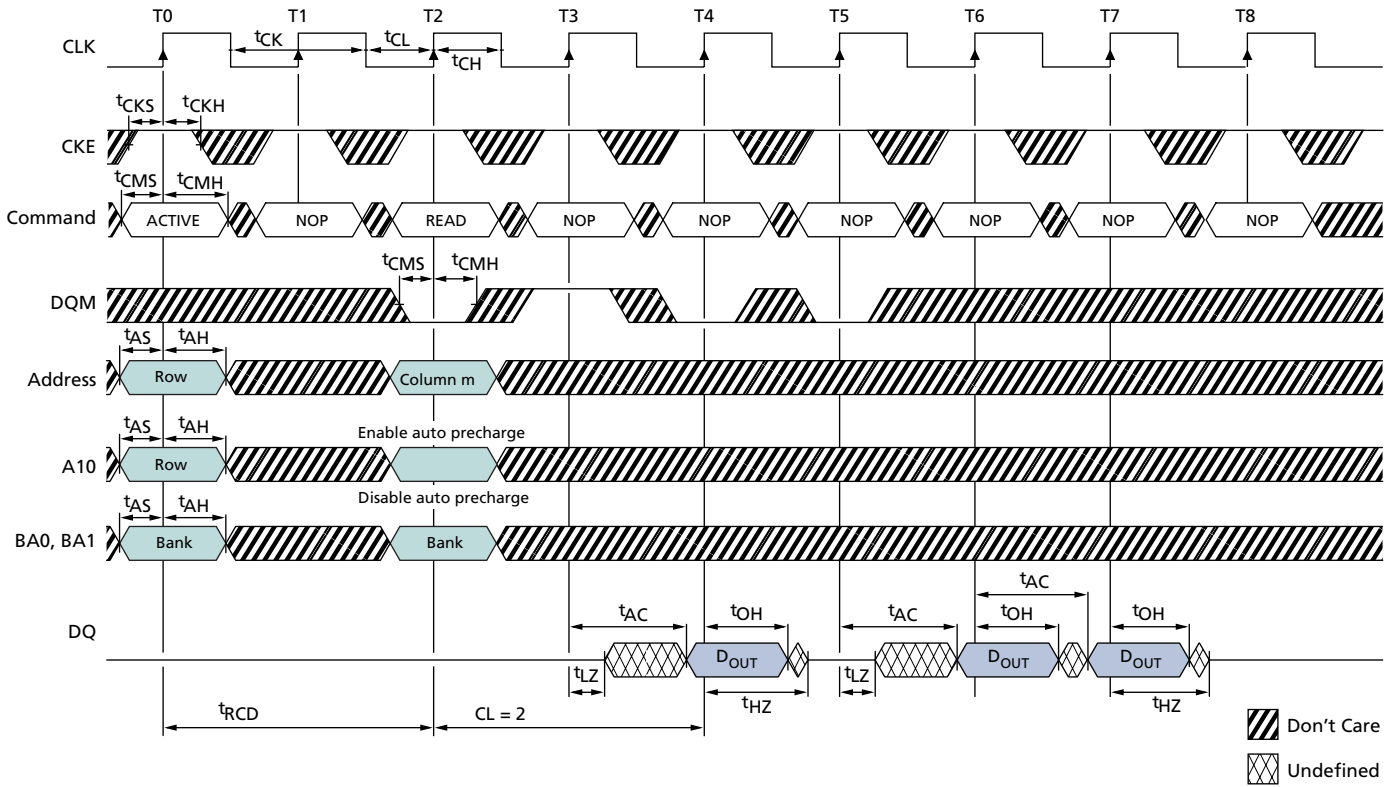 T0 T1 T2 T3 T4 T5 T6 T7 T8
CLK
tCK tCL
tCH
tCKS tCKH
CKE
tCMS tCMH
Command ACTIVE NOP READ NOP NOP NOP NOP NOP NOP
tCMS tCMH
DQM
tAS tAH
Address Row Column m
tAS tAH Enable auto precharge
A10 Row
tAS tAH Disable auto precharge
BA0, BA1 Bank Bank
tAC
tAC tOH tAC tOH tOH
DQ
DOUT DOUT DOUT
tLZ tLZ
tHZ tHZ
tRCD CL = 2
Don't Care
Undefined